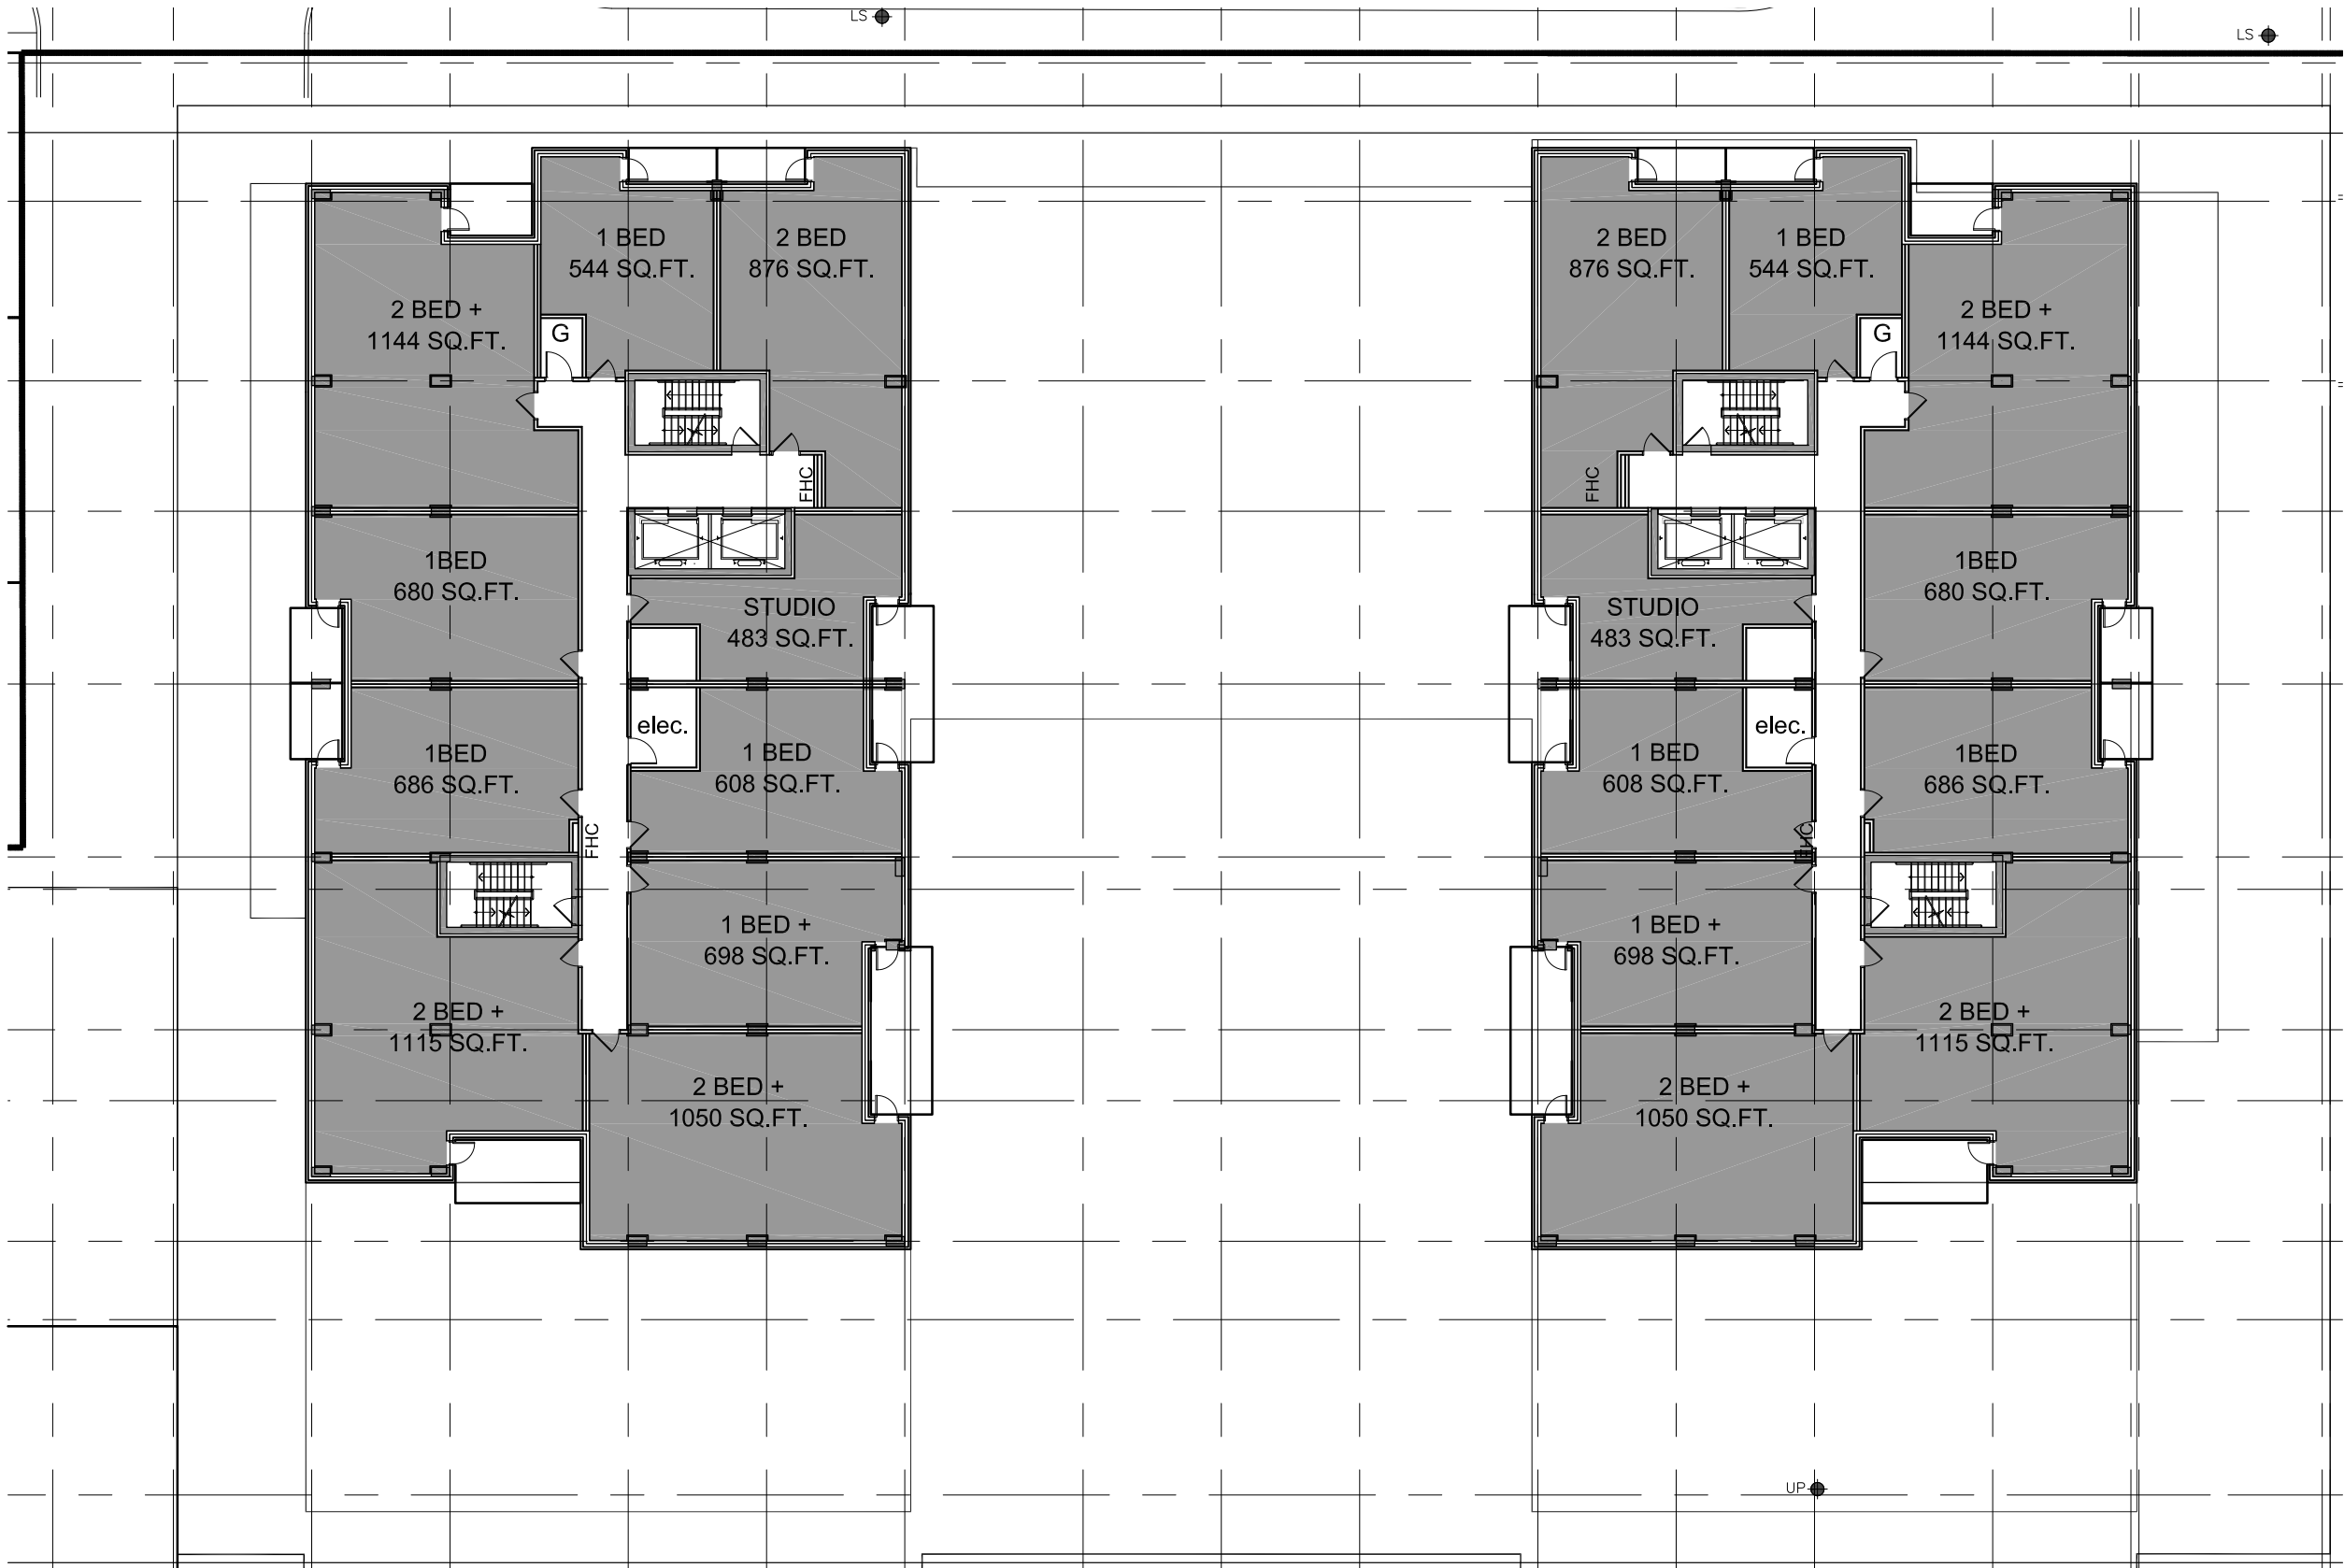 LS
LS
1 BED
544 SQ.FT.
2 BED
876 SQ.FT.
2 BED
876 SQ.FT.
1 BED
544 SQ.FT.
2 BED +
1144 SQ.FT.
G
2 BED +
1144 SQ.FT.
G
FHC
FHC
1BED
680 SQ.FT.
STUDIO
483 SQ.FT.
STUDIO
483 SQ.FT.
1BED
680 SQ.FT.
elec.
elec.
1BED
686 SQ.FT.
1 BED
608 SQ.FT.
1 BED
608 SQ.FT.
1BED
686 SQ.FT.
FHC
FHC
1 BED +
698 SQ.FT.
1 BED +
698 SQ.FT.
2 BED +
1115 SQ.FT.
2 BED +
1115 SQ.FT.
2 BED +
1050 SQ.FT.
2 BED +
1050 SQ.FT.
UP